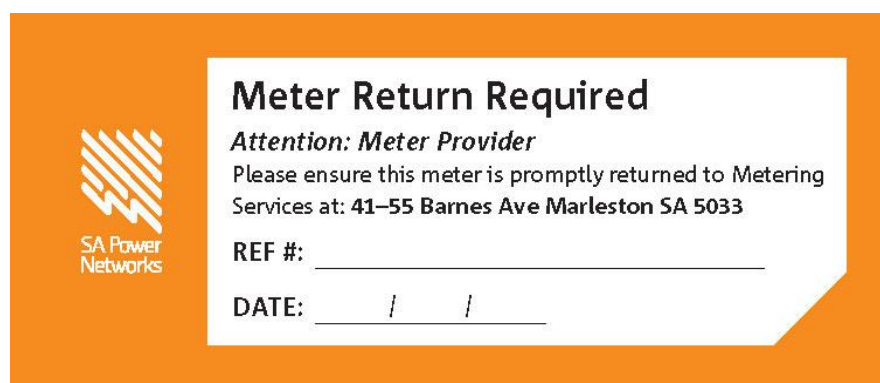 SA Power
Networks
Meter Return Required
Attention: Meter Provider
Please ensure this meter is promptly returned to Metering
Services at: 41–55 Barnes Ave Marleston SA 5033
REF #:
DATE: / /